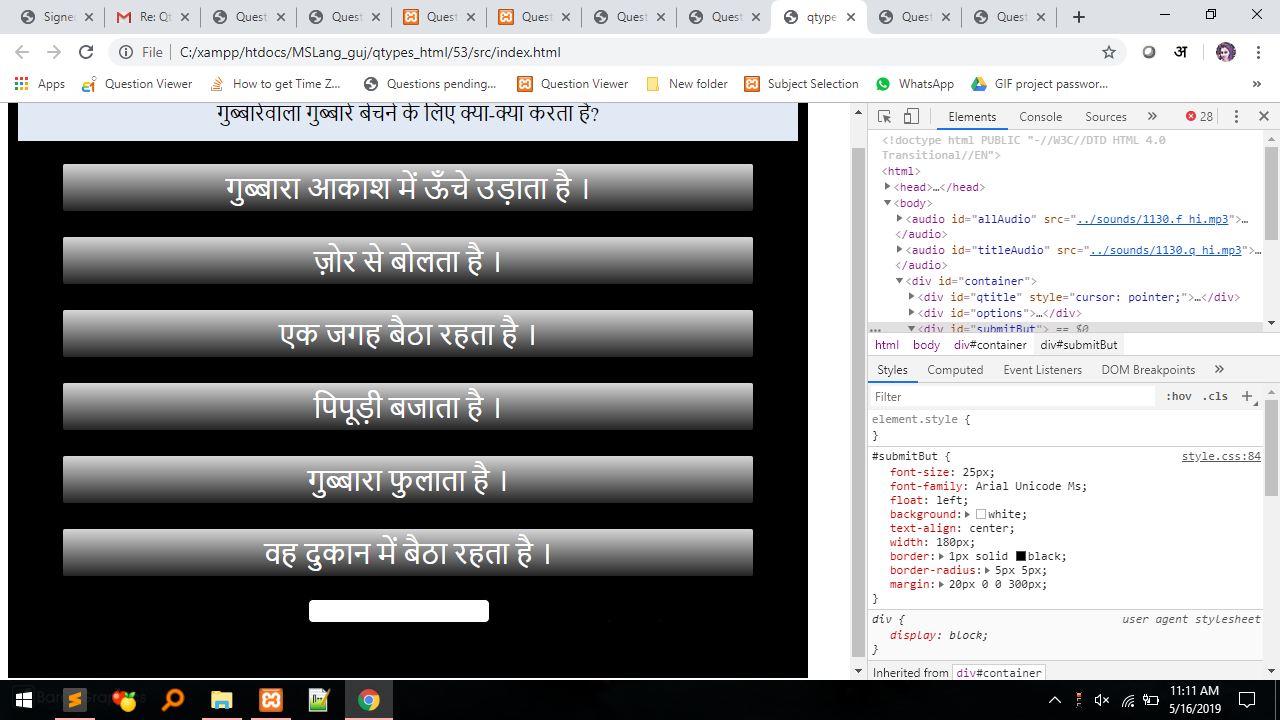 Signe
Re: Qt
Quest
Quest
Quest
Quest
Quest
Quest
qtype
Quest
Quest
File | C:/xampp/htdocs/MSLang_guj/qtypes_html/53/src/index.html
अ
Apps
Question Viewer
How to get Time Z...
Questions pending...
Question Viewer
New folder
Subject Selection
WhatsApp
GIF project passwor...
»
गुब्बारेवाला गुब्बारे बेचने के लिए क्या-क्या करता है?
गुब्बारा आकाश में ऊँचे उड़ाता है ।
ज़ोर से बोलता है ।
एक जगह बैठा रहता है ।
पिपूड़ी बजाता है ।
गुब्बारा फुलाता है ।
वह दुकान में बैठा रहता है ।
Elements Console Sources » 28
<!doctype html PUBLIC "-//W3C//DTD HTML 4.0
Transitional//EN">
<html>
<head>…</head>
<body>
<audio id="allAudio" src="../sounds/1130.f_hi.mp3">…
</audio>
<audio id="titleAudio" src="../sounds/1130.q_hi.mp3">…
</audio>
<div id="container">
<div id="qtitle" style="cursor: pointer;">…</div>
<div id="options">…</div>
… <div id="submitBut"> == $0
html body div#container div#submitBut
Styles Computed Event Listeners DOM Breakpoints »
Filter :hov .cls +
element.style {
}
#submitBut { style.css:84
font-size: 25px;
font-family: Arial Unicode Ms;
float: left;
background: white;
text-align: center;
width: 180px;
border: 1px solid black;
border-radius: 5px 5px;
margin: 20px 0 0 300px;
}
div { user agent stylesheet
display: block;
}
Inherited from div#container
11:11 AM
5/16/2019